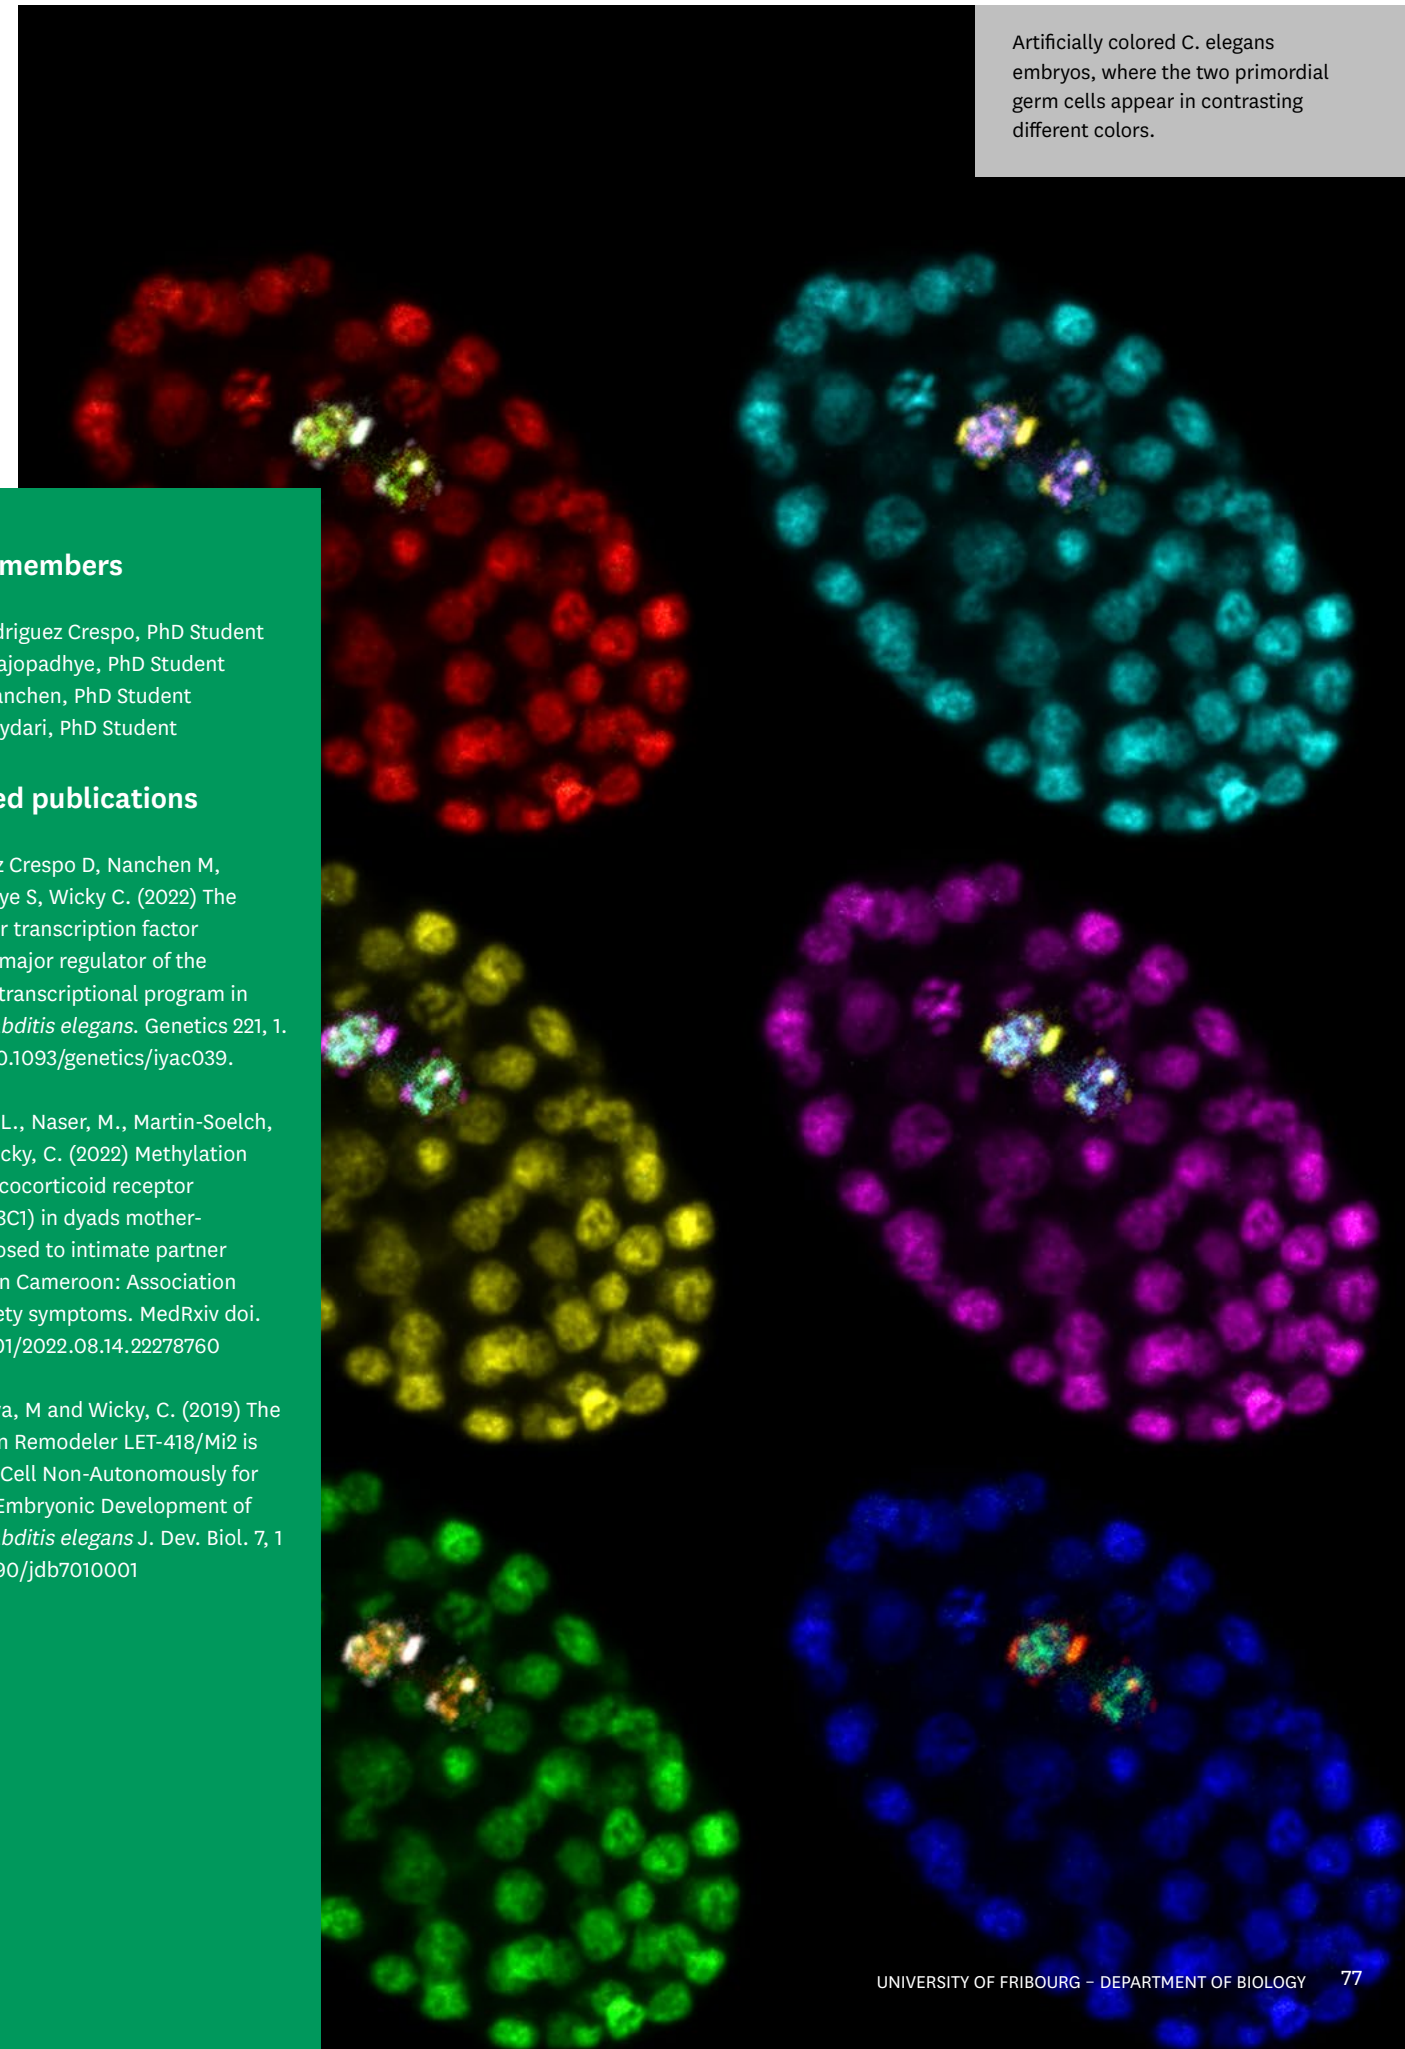 Artificially colored C. elegans
embryos, where the two primordial
germ cells appear in contrasting
different colors.
members
driguez Crespo, PhD Student
ajopadhye, PhD Student
anchen, PhD Student
ydari, PhD Student
ed publications
z Crespo D, Nanchen M,
ye S, Wicky C. (2022) The
r transcription factor
major regulator of the
transcriptional program in
bditis elegans. Genetics 221, 1.
0.1093/genetics/iyac039.
L., Naser, M., Martin-Soelch,
cky, C. (2022) Methylation
cocorticoid receptor
3C1) in dyads mother-
osed to intimate partner
n Cameroon: Association
ety symptoms. MedRxiv doi.
01/2022.08.14.22278760
ra, M and Wicky, C. (2019) The
n Remodeler LET-418/Mi2 is
Cell Non-Autonomously for
Embryonic Development of
bditis elegans J. Dev. Biol. 7, 1
90/jdb7010001
UNIVERSITY OF FRIBOURG – DEPARTMENT OF BIOLOGY 77